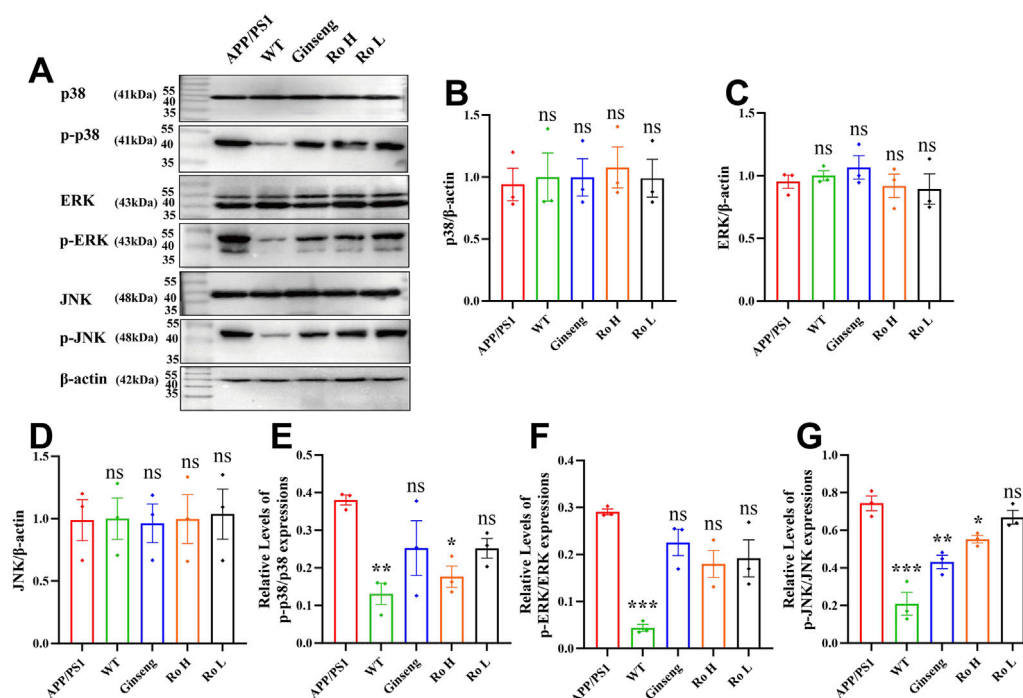 APP/PS1 WT Ginseng Ro H Ro L
A
p38 (41kDa) 55 40 35
p-p38 (41kDa) 55 40 35
ERK (43kDa) 55 40 35
p-ERK (43kDa) 55 40 35
JNK (48kDa) 55 40 35
p-JNK (48kDa) 55 40 35
β-actin (42kDa) 55 40 35
B
p38/β-actin
1.5
1.0
0.5
0.0
ns ns ns ns
APP/PS1 WT Ginseng Ro H Ro L
C
ERK/β-actin
1.5
1.0
0.5
0.0
ns ns ns ns
APP/PS1 WT Ginseng Ro H Ro L
D
JNK/β-actin
1.5
1.0
0.5
0.0
ns ns ns ns
APP/PS1 WT Ginseng Ro H Ro L
E
Relative Levels of
p-p38/p38 expressions
0.5
0.4
0.3
0.2
0.1
0.0
** ns * ns
APP/PS1 WT Ginseng Ro H Ro L
F
Relative Levels of
p-ERK/ERK expressions
0.4
0.3
0.2
0.1
0.0
*** ns ns ns
APP/PS1 WT Ginseng Ro H Ro L
G
Relative Levels of
p-JNK/JNK expressions
1.0
0.8
0.6
0.4
0.2
0.0
*** ** * ns
APP/PS1 WT Ginseng Ro H Ro L